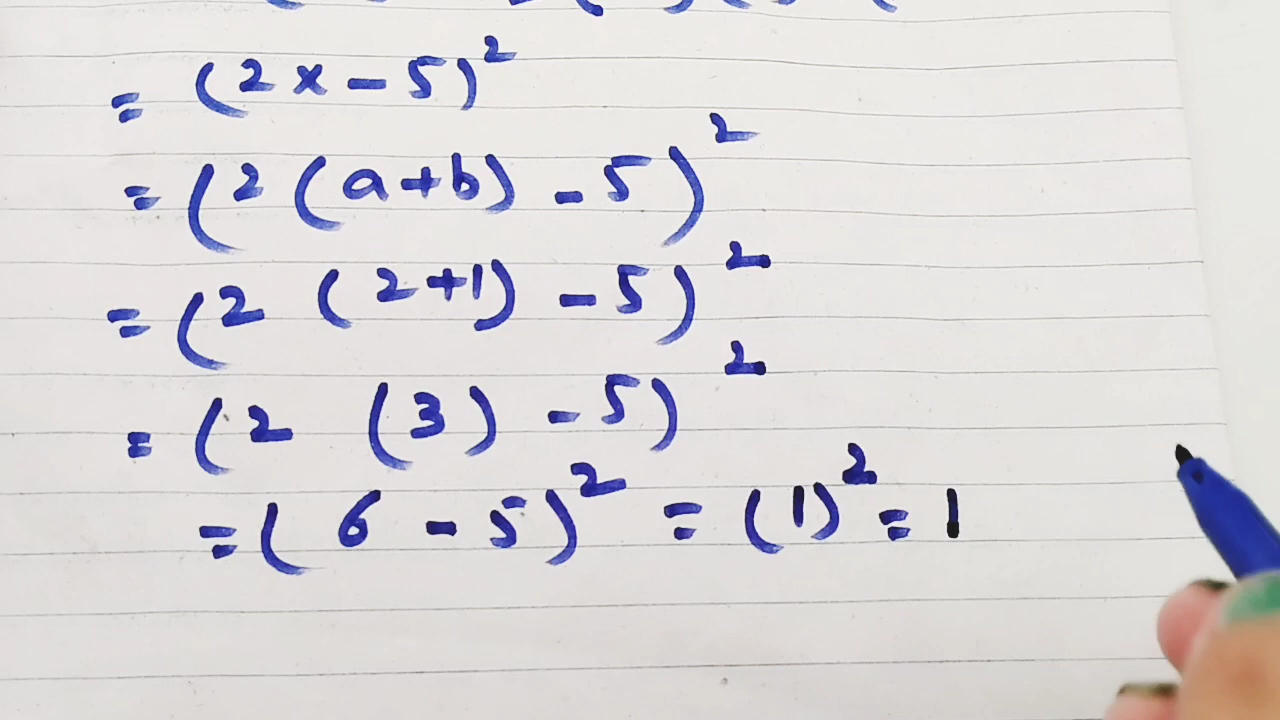 = (2x - 5)²
= (2 (a+b) - 5)²
= (2 (2+1) - 5)²
= (2 (3) - 5)²
= (6 - 5)² = (1)² = 1